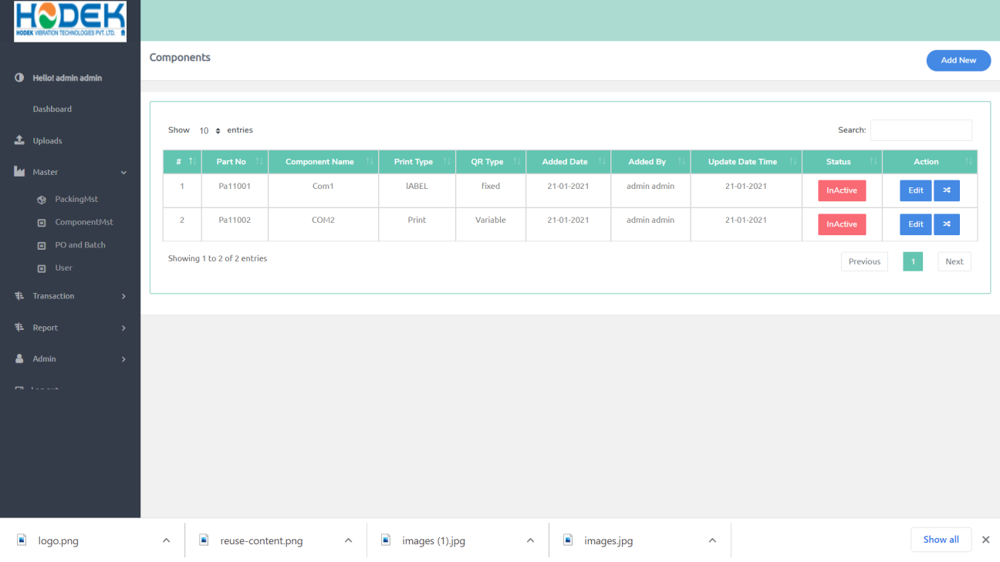 HODEK
HODEK VIBRATION TECHNOLOGIES PVT. LTD.
Hello! admin admin
Dashboard
Uploads
Master
PackingMst
ComponentMst
PO and Batch
User
Transaction
Report
Admin
Components
Add New
Show 10 entries
Search:
# Part No Component Name Print Type QR Type Added Date Added By Update Date Time Status Action
1 Pa11001 Com1 lABEL fixed 21-01-2021 admin admin 21-01-2021 InActive Edit
2 Pa11002 COM2 Print Variable 21-01-2021 admin admin 21-01-2021 InActive Edit
Showing 1 to 2 of 2 entries
Previous 1 Next
logo.png
reuse-content.png
images (1).jpg
images.jpg
Show all